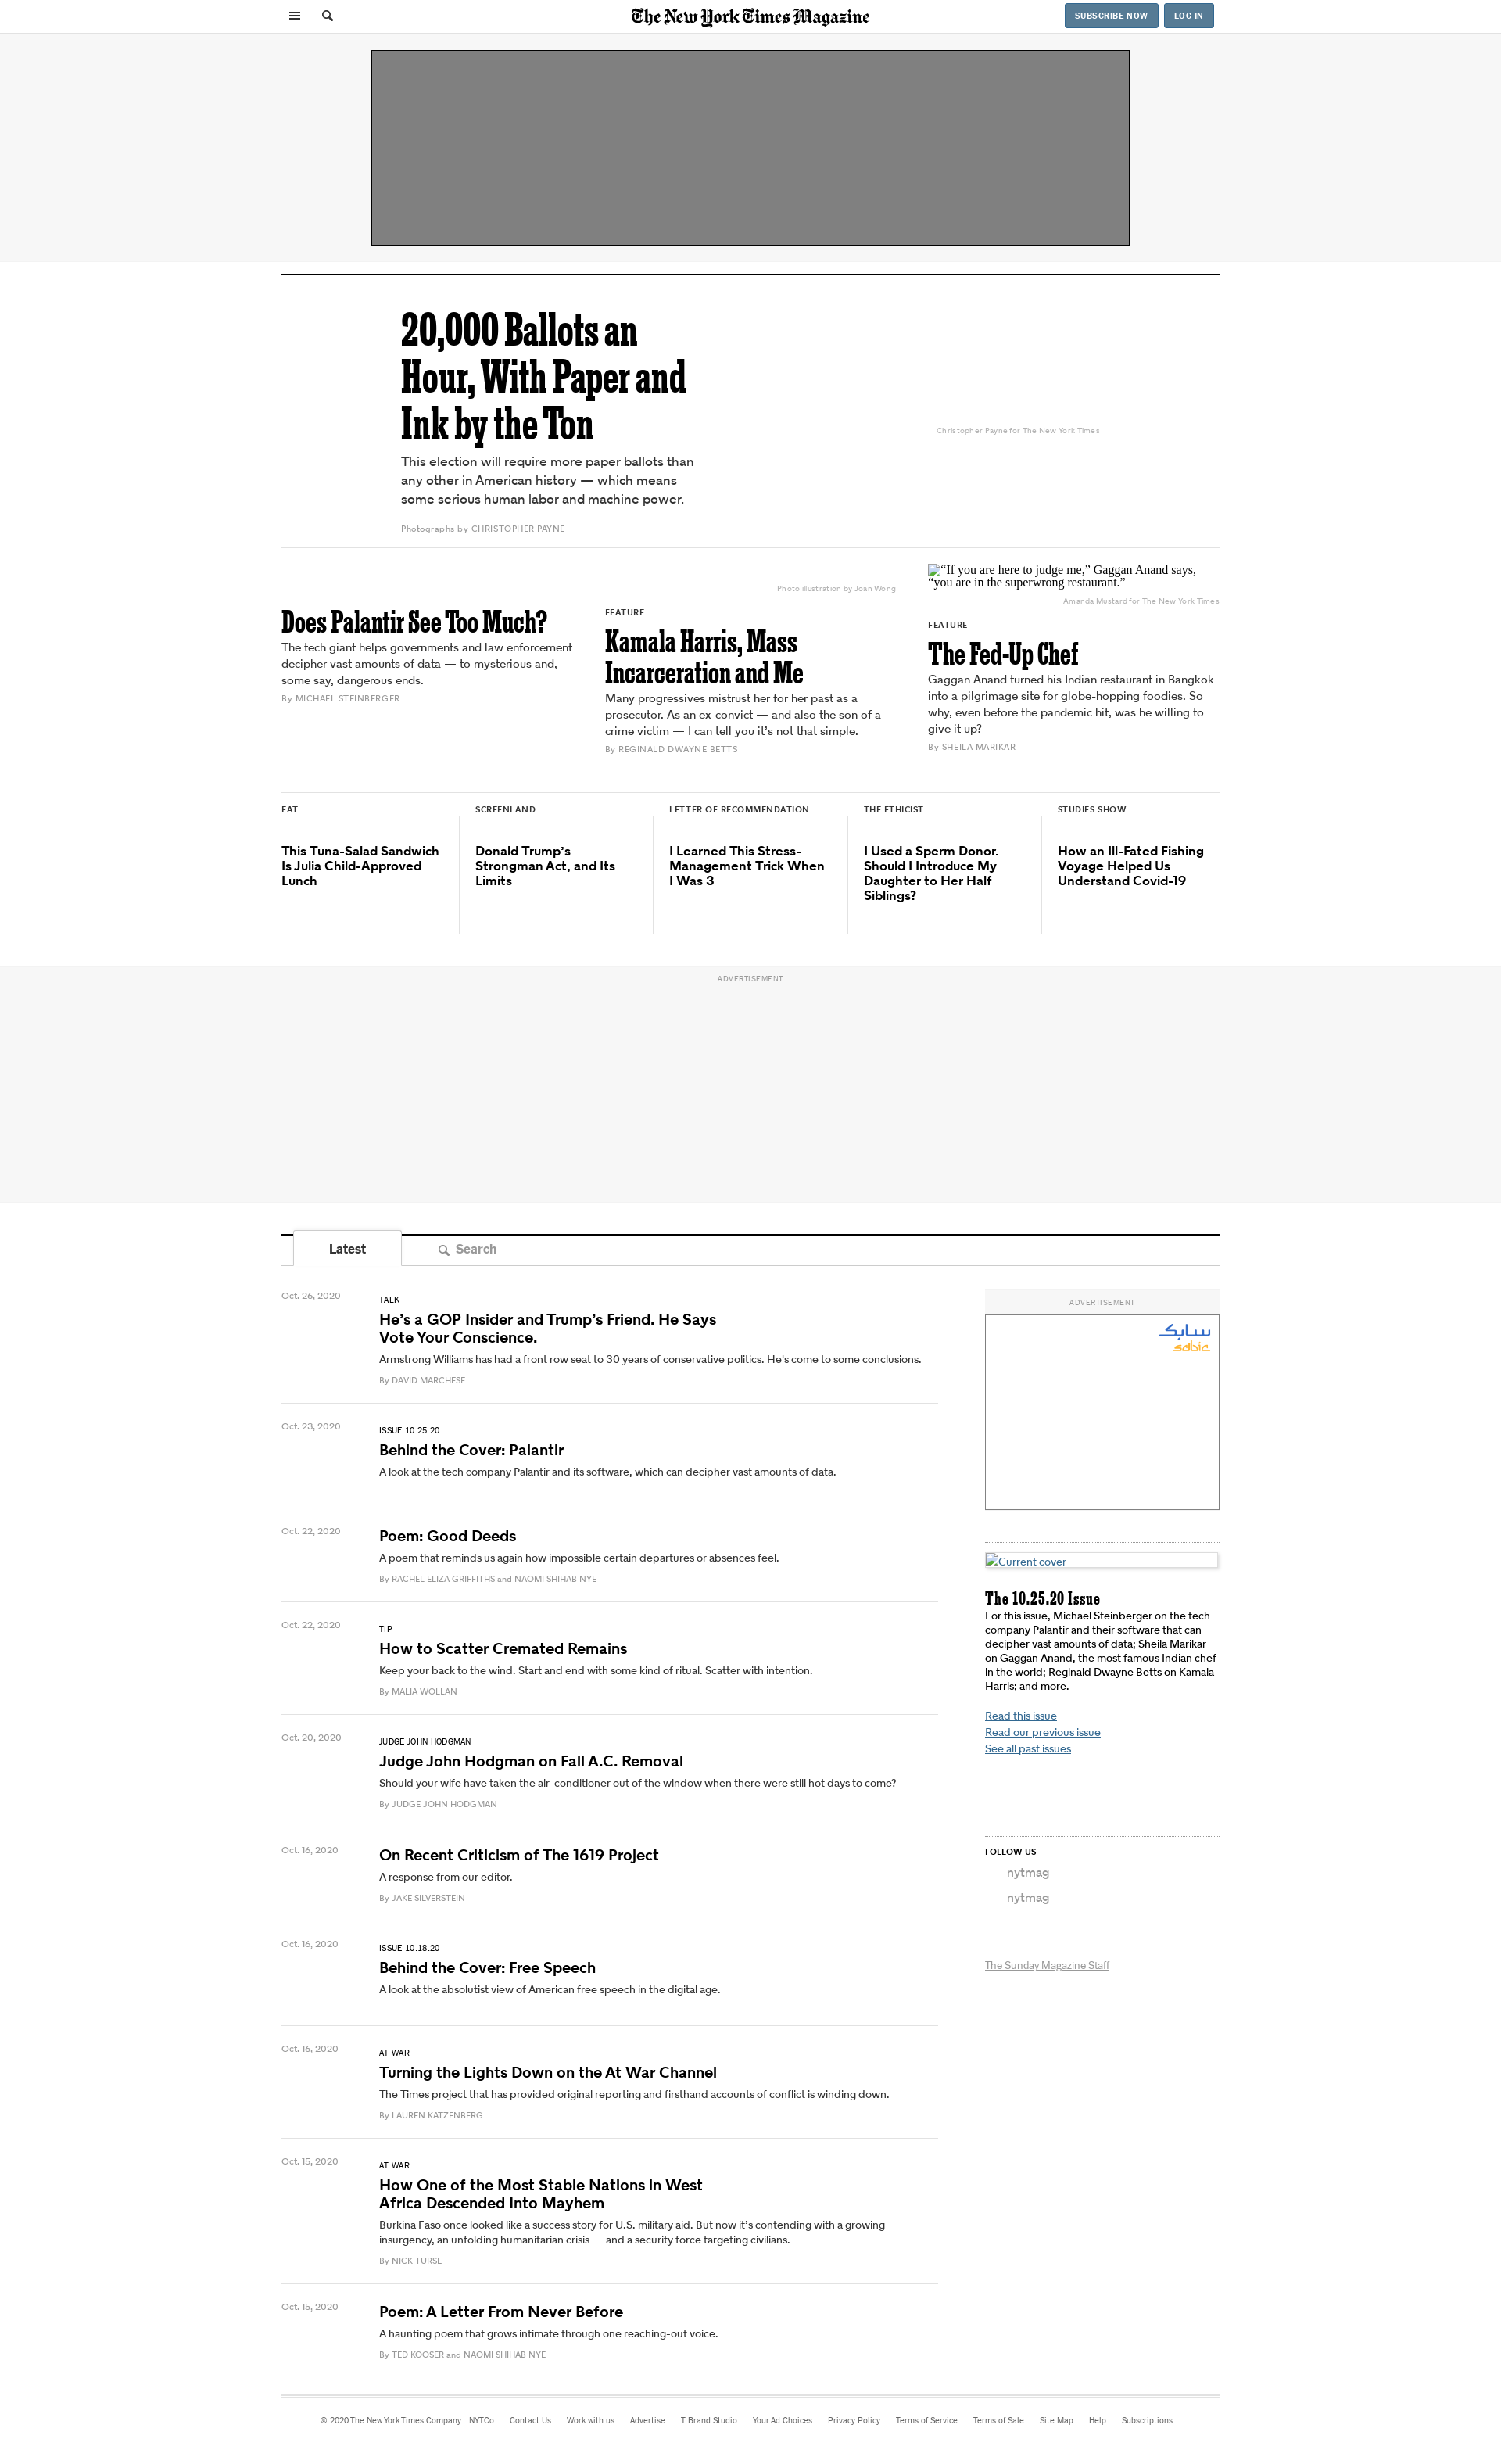 The New York Times Magazine
SUBSCRIBE NOW
LOG IN
20,000 Ballots an
Hour, With Paper and
Ink by the Ton
This election will require more paper ballots than
any other in American history — which means
some serious human labor and machine power.
Photographs by CHRISTOPHER PAYNE
Christopher Payne for The New York Times
Does Palantir See Too Much?
The tech giant helps governments and law enforcement
decipher vast amounts of data — to mysterious and,
some say, dangerous ends.
By MICHAEL STEINBERGER
Photo illustration by Joan Wong
FEATURE
Kamala Harris, Mass
Incarceration and Me
Many progressives mistrust her for her past as a
prosecutor. As an ex-convict — and also the son of a
crime victim — I can tell you it’s not that simple.
By REGINALD DWAYNE BETTS
“If you are here to judge me,” Gaggan Anand says,
“you are in the superwrong restaurant.”
Amanda Mustard for The New York Times
FEATURE
The Fed-Up Chef
Gaggan Anand turned his Indian restaurant in Bangkok
into a pilgrimage site for globe-hopping foodies. So
why, even before the pandemic hit, was he willing to
give it up?
By SHEILA MARIKAR
EAT
This Tuna-Salad Sandwich
Is Julia Child-Approved
Lunch
SCREENLAND
Donald Trump’s
Strongman Act, and Its
Limits
LETTER OF RECOMMENDATION
I Learned This Stress-
Management Trick When
I Was 3
THE ETHICIST
I Used a Sperm Donor.
Should I Introduce My
Daughter to Her Half
Siblings?
STUDIES SHOW
How an Ill-Fated Fishing
Voyage Helped Us
Understand Covid-19
ADVERTISEMENT
Latest
Search
Oct. 26, 2020
TALK
He’s a GOP Insider and Trump’s Friend. He Says
Vote Your Conscience.
Armstrong Williams has had a front row seat to 30 years of conservative politics. He's come to some conclusions.
By DAVID MARCHESE
Oct. 23, 2020
ISSUE 10.25.20
Behind the Cover: Palantir
A look at the tech company Palantir and its software, which can decipher vast amounts of data.
Oct. 22, 2020
Poem: Good Deeds
A poem that reminds us again how impossible certain departures or absences feel.
By RACHEL ELIZA GRIFFITHS and NAOMI SHIHAB NYE
Oct. 22, 2020
TIP
How to Scatter Cremated Remains
Keep your back to the wind. Start and end with some kind of ritual. Scatter with intention.
By MALIA WOLLAN
Oct. 20, 2020
JUDGE JOHN HODGMAN
Judge John Hodgman on Fall A.C. Removal
Should your wife have taken the air-conditioner out of the window when there were still hot days to come?
By JUDGE JOHN HODGMAN
Oct. 16, 2020
On Recent Criticism of The 1619 Project
A response from our editor.
By JAKE SILVERSTEIN
Oct. 16, 2020
ISSUE 10.18.20
Behind the Cover: Free Speech
A look at the absolutist view of American free speech in the digital age.
Oct. 16, 2020
AT WAR
Turning the Lights Down on the At War Channel
The Times project that has provided original reporting and firsthand accounts of conflict is winding down.
By LAUREN KATZENBERG
Oct. 15, 2020
AT WAR
How One of the Most Stable Nations in West
Africa Descended Into Mayhem
Burkina Faso once looked like a success story for U.S. military aid. But now it’s contending with a growing
insurgency, an unfolding humanitarian crisis — and a security force targeting civilians.
By NICK TURSE
Oct. 15, 2020
Poem: A Letter From Never Before
A haunting poem that grows intimate through one reaching-out voice.
By TED KOOSER and NAOMI SHIHAB NYE
ADVERTISEMENT
سابك
sabic
Current cover
The 10.25.20 Issue
For this issue, Michael Steinberger on the tech
company Palantir and their software that can
decipher vast amounts of data; Sheila Marikar
on Gaggan Anand, the most famous Indian chef
in the world; Reginald Dwayne Betts on Kamala
Harris; and more.
Read this issue
Read our previous issue
See all past issues
FOLLOW US
nytmag
nytmag
The Sunday Magazine Staff
© 2020 The New York Times Company NYTCo Contact Us Work with us Advertise T Brand Studio Your Ad Choices Privacy Policy Terms of Service Terms of Sale Site Map Help Subscriptions